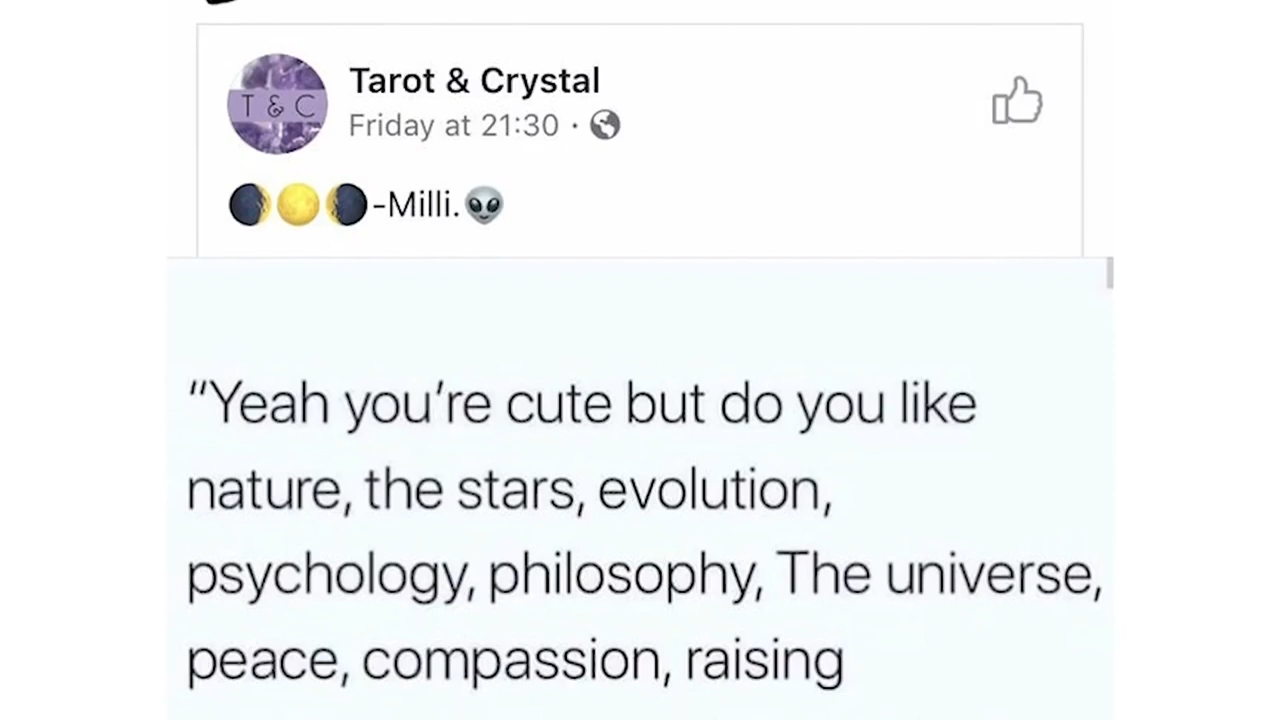 T & C
Tarot & Crystal
Friday at 21:30 ·
🌒🌕🌘-Milli.👽
“Yeah you’re cute but do you like
nature, the stars, evolution,
psychology, philosophy, The universe,
peace, compassion, raising